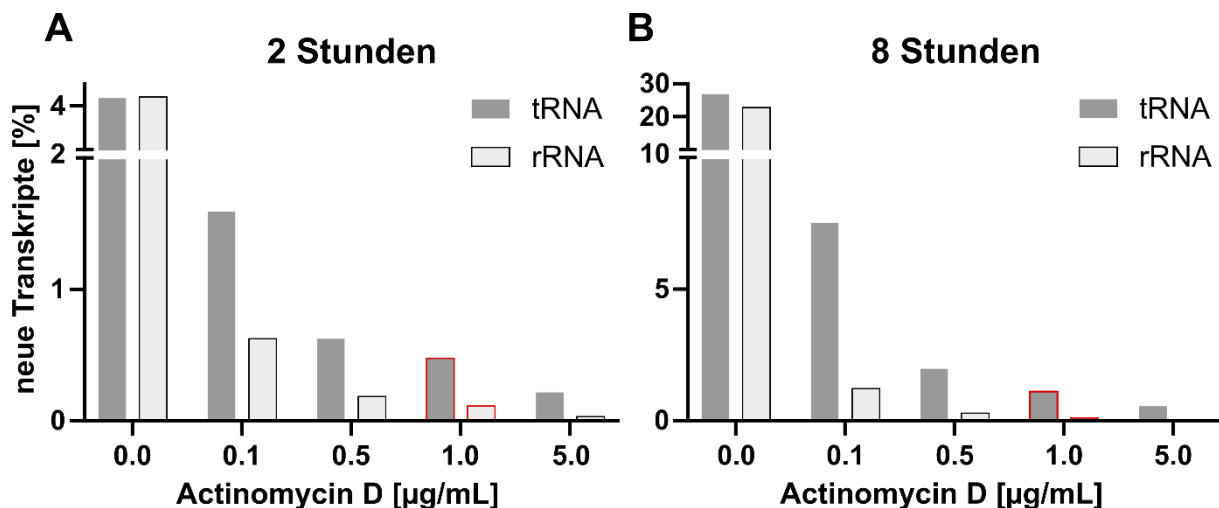 A
2 Stunden
neue Transkripte [%]
4
2
2
1
0
tRNA
rRNA
0.0 0.1 0.5 1.0 5.0
Actinomycin D [µg/mL]
B
8 Stunden
30
20
10
10
5
0
tRNA
rRNA
0.0 0.1 0.5 1.0 5.0
Actinomycin D [µg/mL]